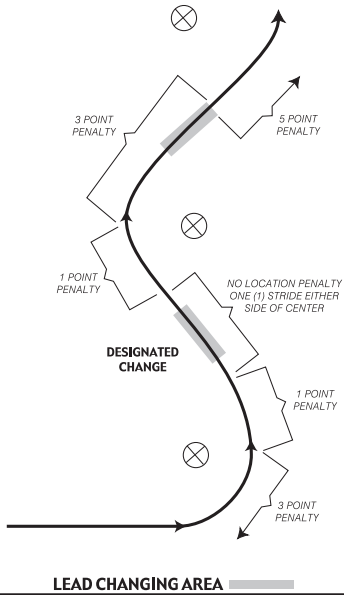 3 POINT
PENALTY
5 POINT
PENALTY
1 POINT
PENALTY
NO LOCATION PENALTY
ONE (1) STRIDE EITHER
SIDE OF CENTER
DESIGNATED
CHANGE
1 POINT
PENALTY
3 POINT
PENALTY
LEAD CHANGING AREA